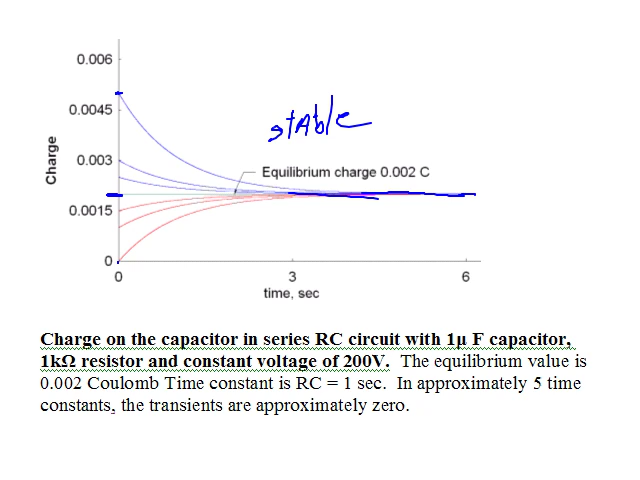 0.006
0.0045
stable
0.003
Equilibrium charge 0.002 C
Charge
0.0015
0
0 3 6
time, sec
Charge on the capacitor in series RC circuit with 1µ F capacitor,
1kΩ resistor and constant voltage of 200V. The equilibrium value is
0.002 Coulomb Time constant is RC = 1 sec. In approximately 5 time
constants, the transients are approximately zero.